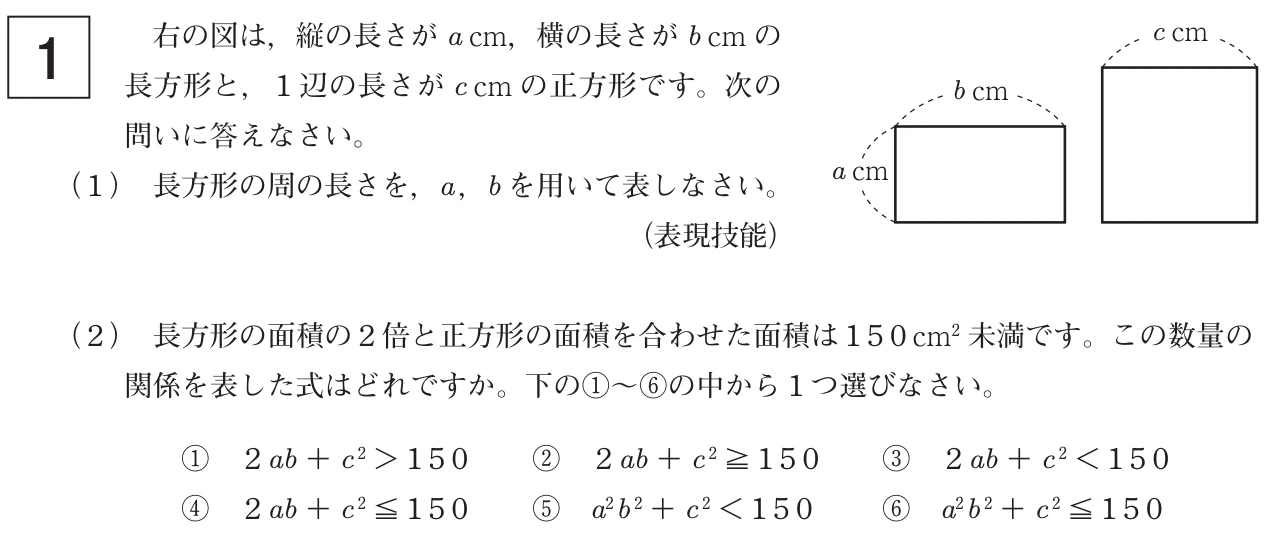 1
右の図は，縦の長さが a cm，横の長さが b cm の
長方形と，１辺の長さが c cm の正方形です。次の
問いに答えなさい。
（１）　長方形の周の長さを，a，b を用いて表しなさい。
（表現技能）
c cm
b cm
a cm
（２）　長方形の面積の２倍と正方形の面積を合わせた面積は１５０cm² 未満です。この数量の
関係を表した式はどれですか。下の①～⑥の中から１つ選びなさい。
①　２ab ＋ c²＞１５０　　②　２ab ＋ c²≧１５０　　③　２ab ＋ c²＜１５０
④　２ab ＋ c²≦１５０　　⑤　a²b²＋ c²＜１５０　　⑥　a²b²＋ c²≦１５０